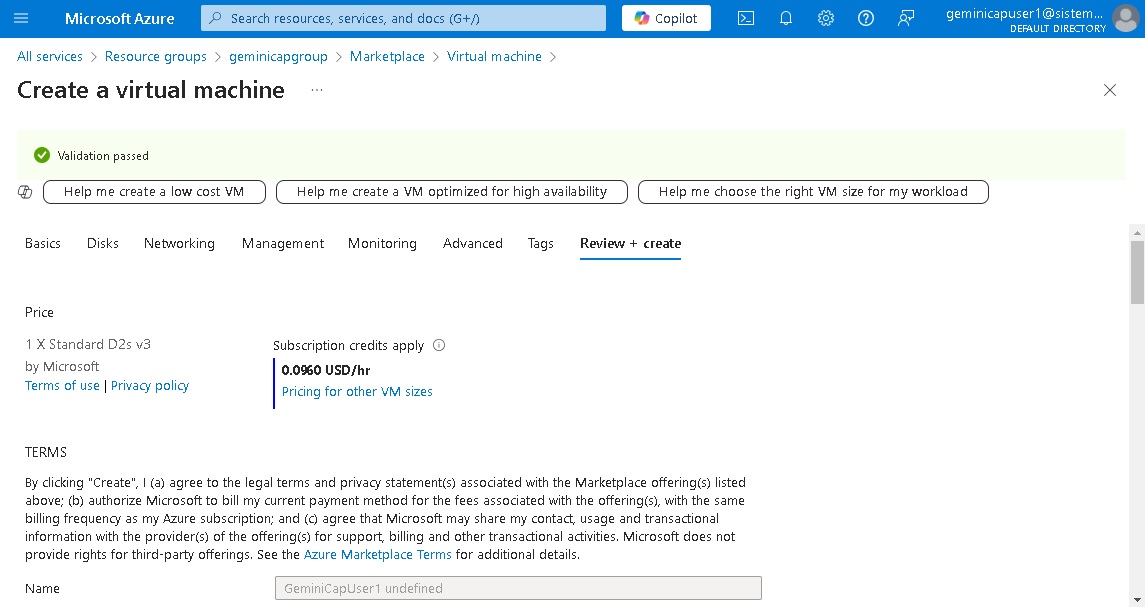 Microsoft Azure
Search resources, services, and docs (G+/)
Copilot
geminicapuser1@sistem...
DEFAULT DIRECTORY
All services > Resource groups > geminicapgroup > Marketplace > Virtual machine >
Create a virtual machine ...
Validation passed
Help me create a low cost VM
Help me create a VM optimized for high availability
Help me choose the right VM size for my workload
Basics
Disks
Networking
Management
Monitoring
Advanced
Tags
Review + create
Price
1 X Standard D2s v3
by Microsoft
Terms of use | Privacy policy
Subscription credits apply
0.0960 USD/hr
Pricing for other VM sizes
TERMS
By clicking "Create", I (a) agree to the legal terms and privacy statement(s) associated with the Marketplace offering(s) listed
above; (b) authorize Microsoft to bill my current payment method for the fees associated with the offering(s), with the same
billing frequency as my Azure subscription; and (c) agree that Microsoft may share my contact, usage and transactional
information with the provider(s) of the offering(s) for support, billing and other transactional activities. Microsoft does not
provide rights for third-party offerings. See the Azure Marketplace Terms for additional details.
Name
GeminiCapUser1 undefined